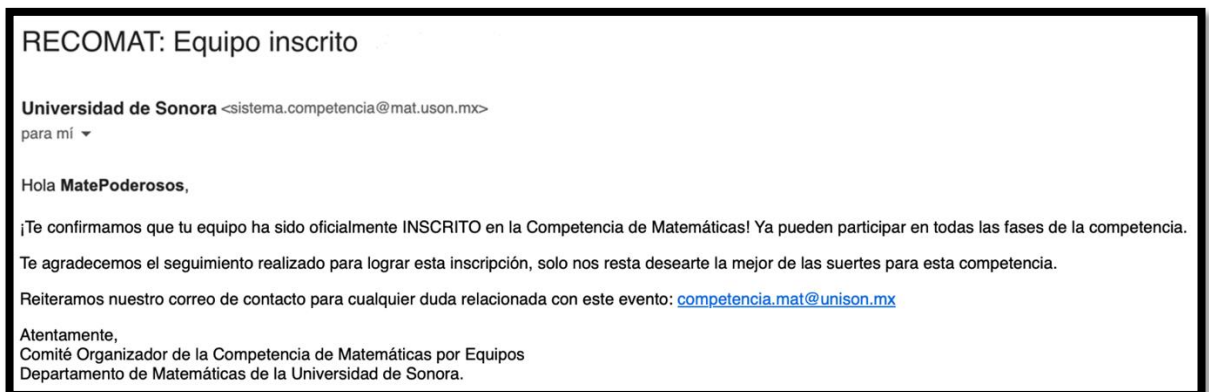 RECOMAT: Equipo inscrito
Universidad de Sonora <sistema.competencia@mat.uson.mx>
para mí
Hola MatePoderosos,
¡Te confirmamos que tu equipo ha sido oficialmente INSCRITO en la Competencia de Matemáticas! Ya pueden participar en todas las fases de la competencia.
Te agradecemos el seguimiento realizado para lograr esta inscripción, solo nos resta desearte la mejor de las suertes para esta competencia.
Reiteramos nuestro correo de contacto para cualquier duda relacionada con este evento: competencia.mat@unison.mx
Atentamente,
Comité Organizador de la Competencia de Matemáticas por Equipos
Departamento de Matemáticas de la Universidad de Sonora.